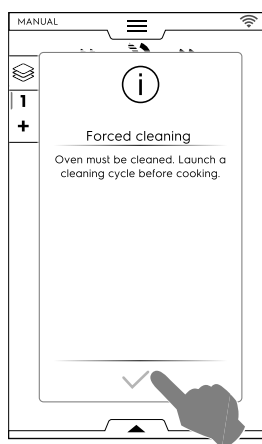 MANUAL
1
+
Forced cleaning
Oven must be cleaned. Launch a
cleaning cycle before cooking.